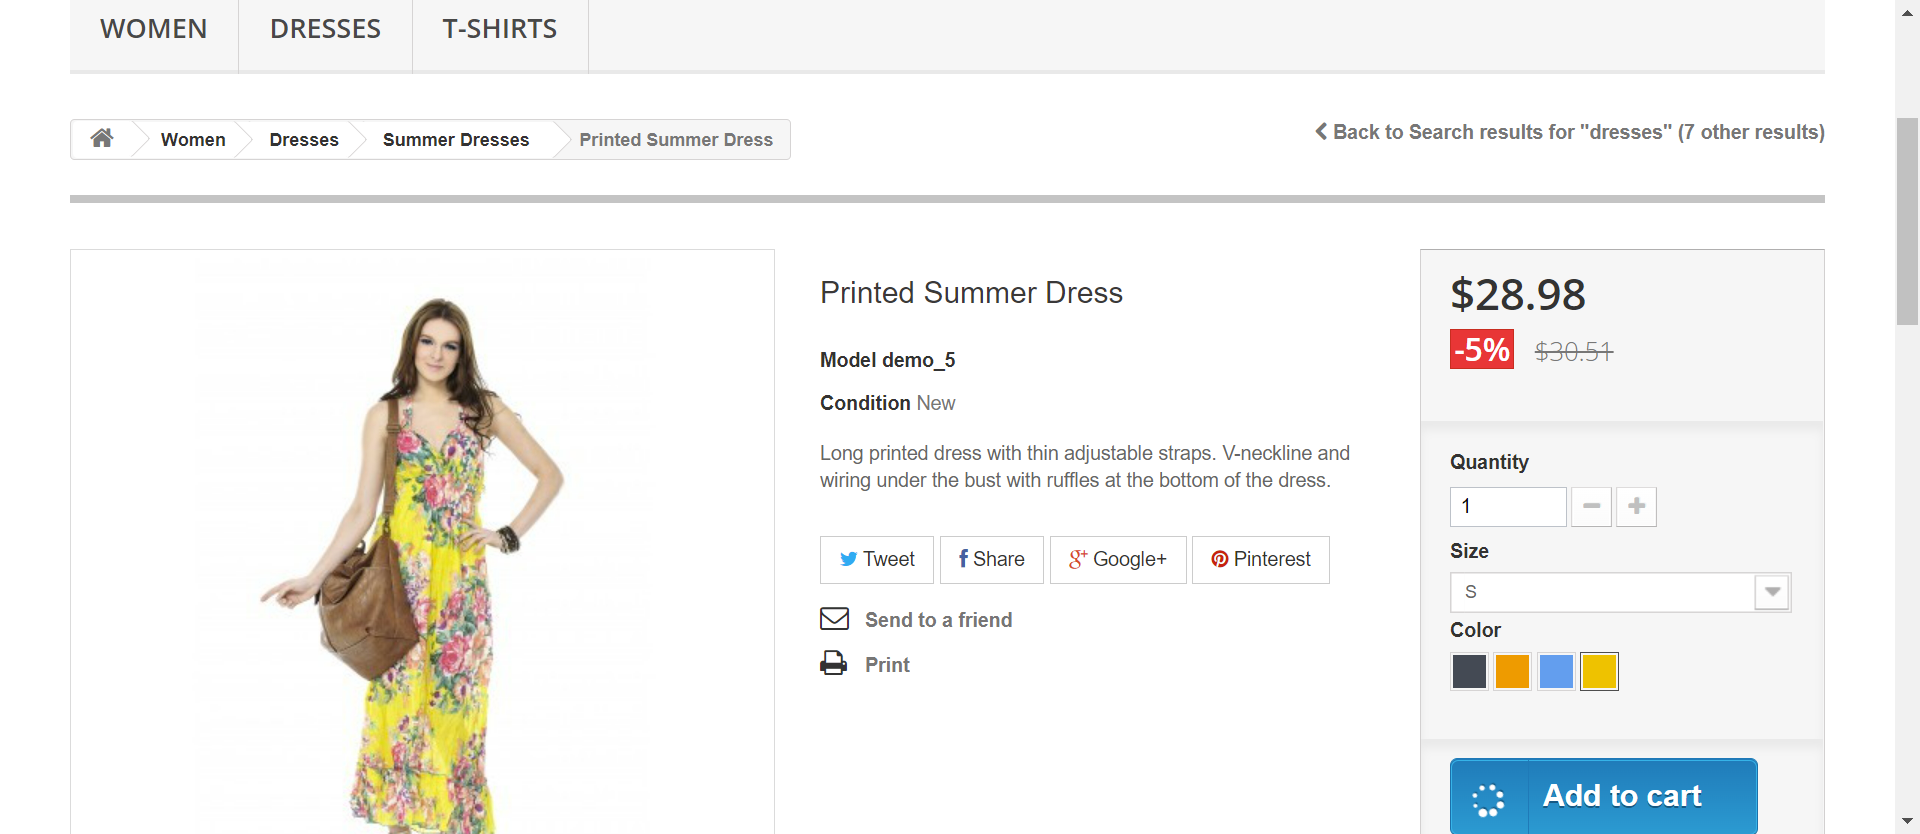 WOMEN
DRESSES
T-SHIRTS
Women
Dresses
Summer Dresses
Printed Summer Dress
Back to Search results for "dresses" (7 other results)
Printed Summer Dress
Model demo_5
Condition New
Long printed dress with thin adjustable straps. V-neckline and
wiring under the bust with ruffles at the bottom of the dress.
Tweet
Share
Google+
Pinterest
Send to a friend
Print
$28.98
-5% $30.51
Quantity
1
Size
S
Color
Add to cart